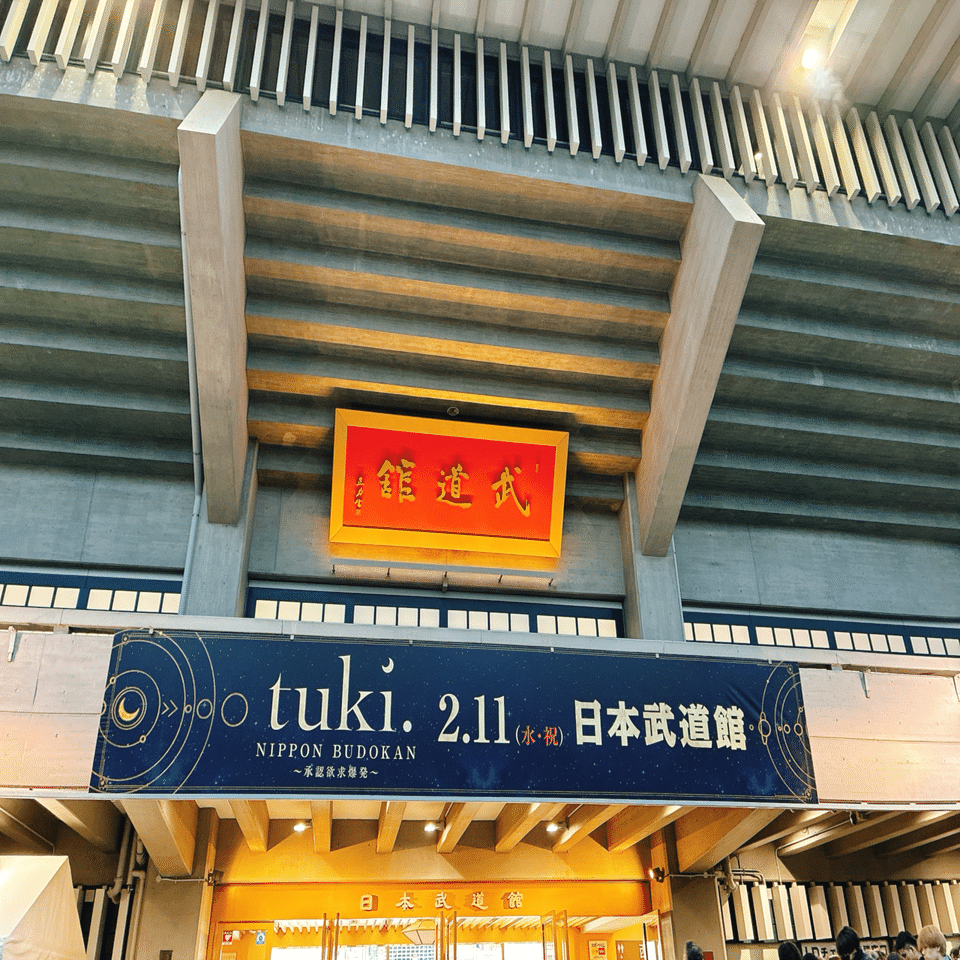 武道館
tuki.
NIPPON BUDOKAN
〜承認欲求爆発〜
2.11(水・祝)
日本武道館
日本武道館